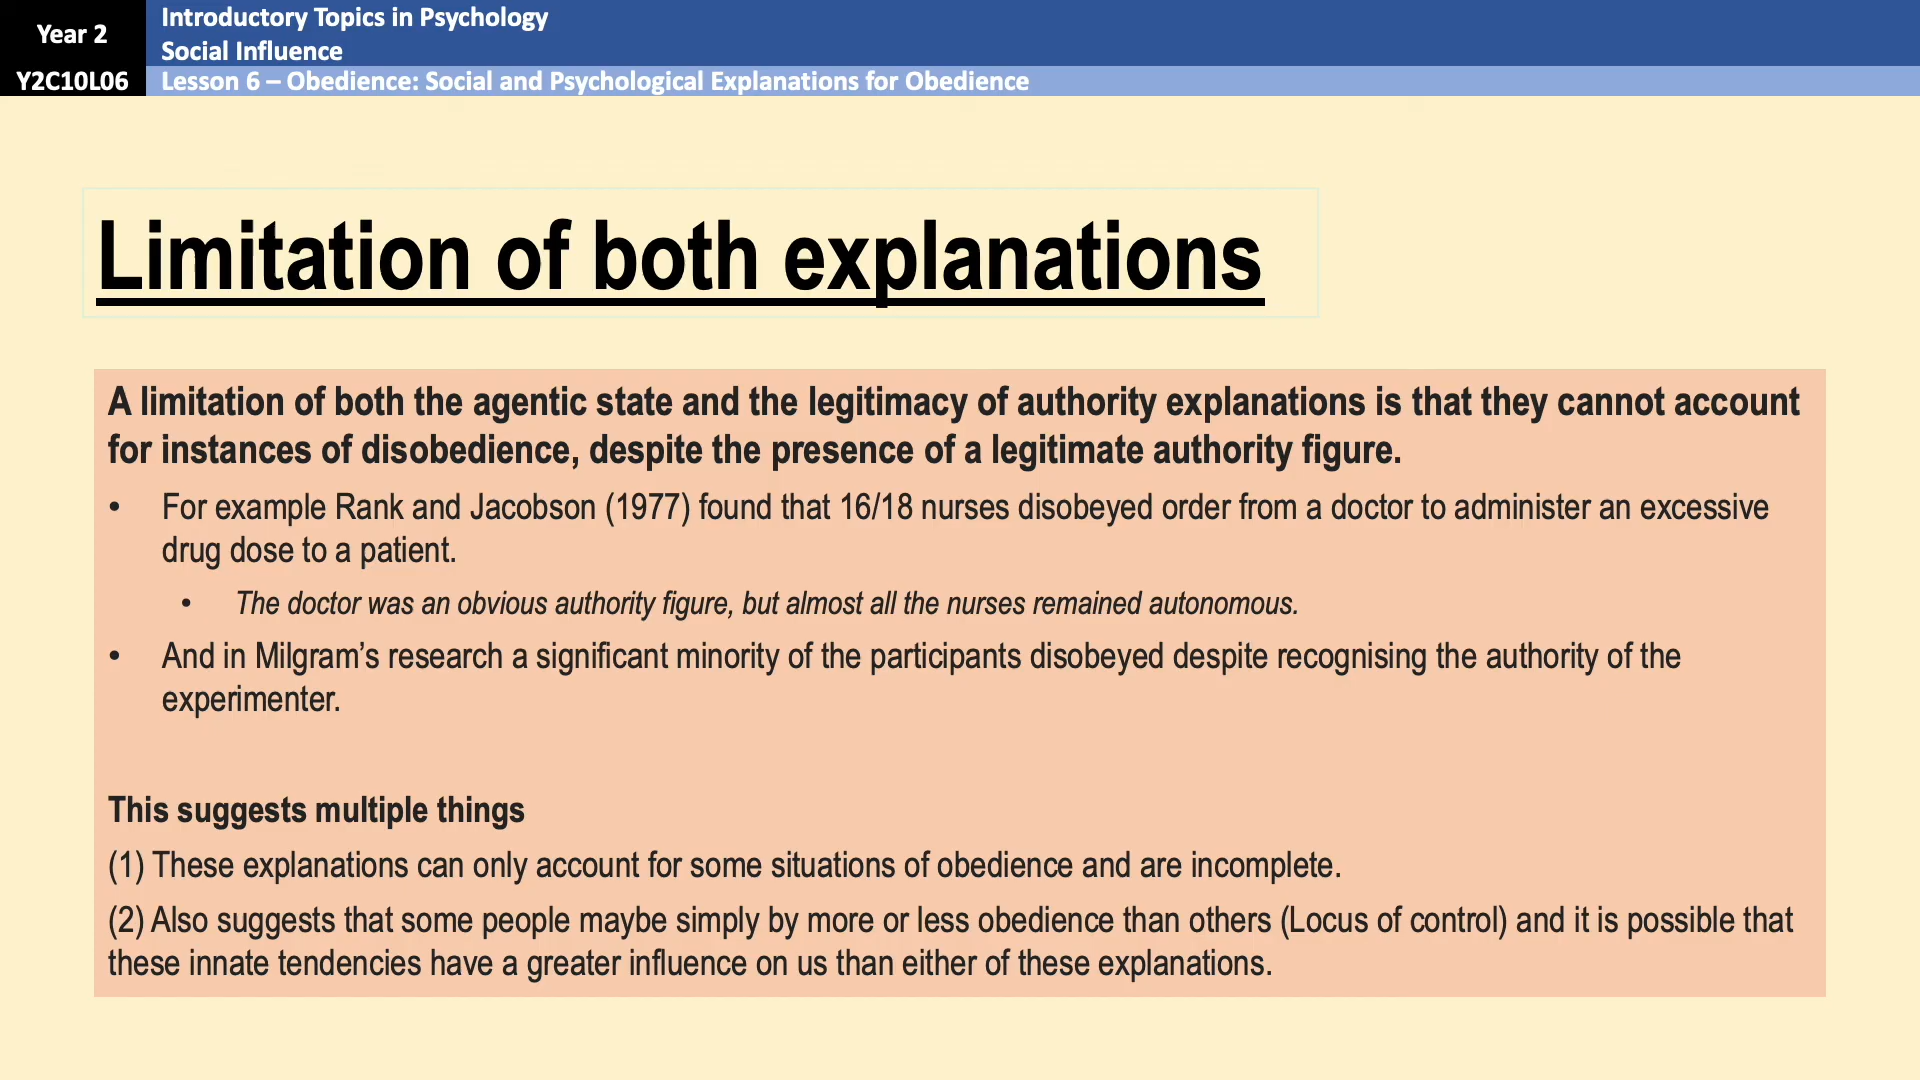 Year 2
Introductory Topics in Psychology
Social Influence
Y2C10L06
Lesson 6 – Obedience: Social and Psychological Explanations for Obedience
Limitation of both explanations
A limitation of both the agentic state and the legitimacy of authority explanations is that they cannot account
for instances of disobedience, despite the presence of a legitimate authority figure.
• For example Rank and Jacobson (1977) found that 16/18 nurses disobeyed order from a doctor to administer an excessive
drug dose to a patient.
• The doctor was an obvious authority figure, but almost all the nurses remained autonomous.
• And in Milgram’s research a significant minority of the participants disobeyed despite recognising the authority of the
experimenter.
This suggests multiple things
(1) These explanations can only account for some situations of obedience and are incomplete.
(2) Also suggests that some people maybe simply by more or less obedience than others (Locus of control) and it is possible that
these innate tendencies have a greater influence on us than either of these explanations.